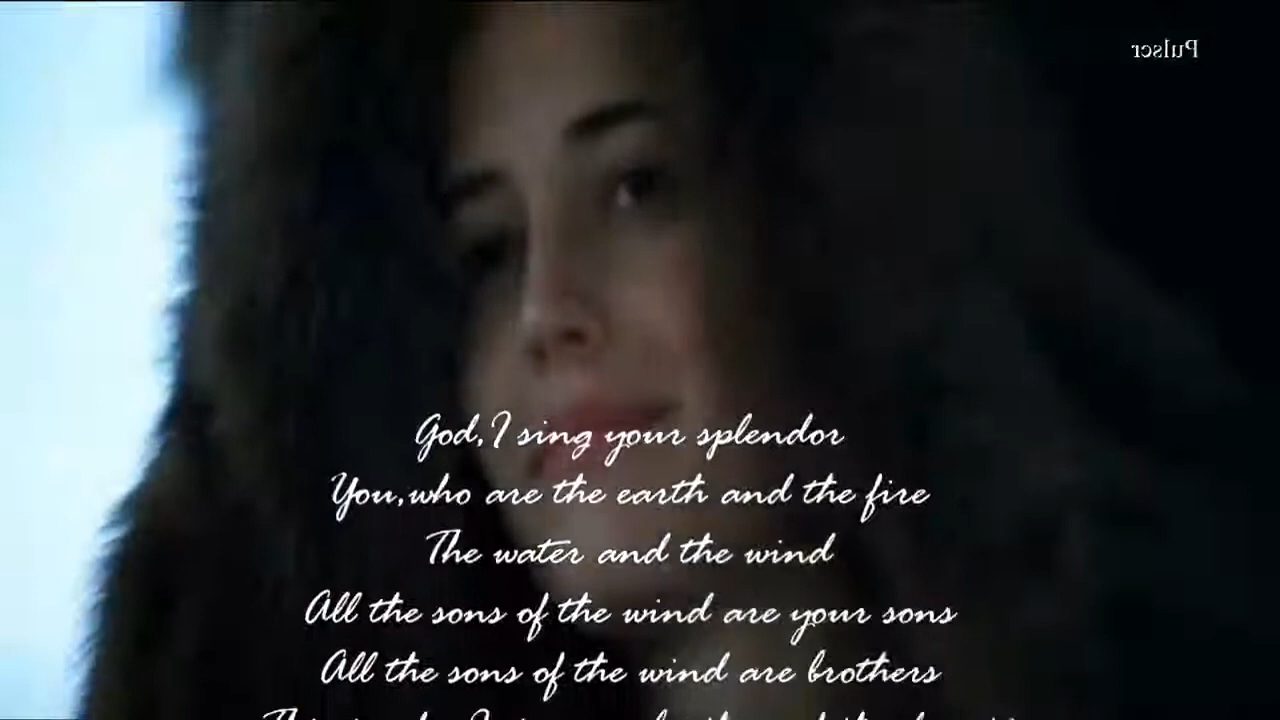 Pulser
God,I sing your splendor
You,who are the earth and the fire
The water and the wind
All the sons of the wind are your sons
All the sons of the wind are brothers